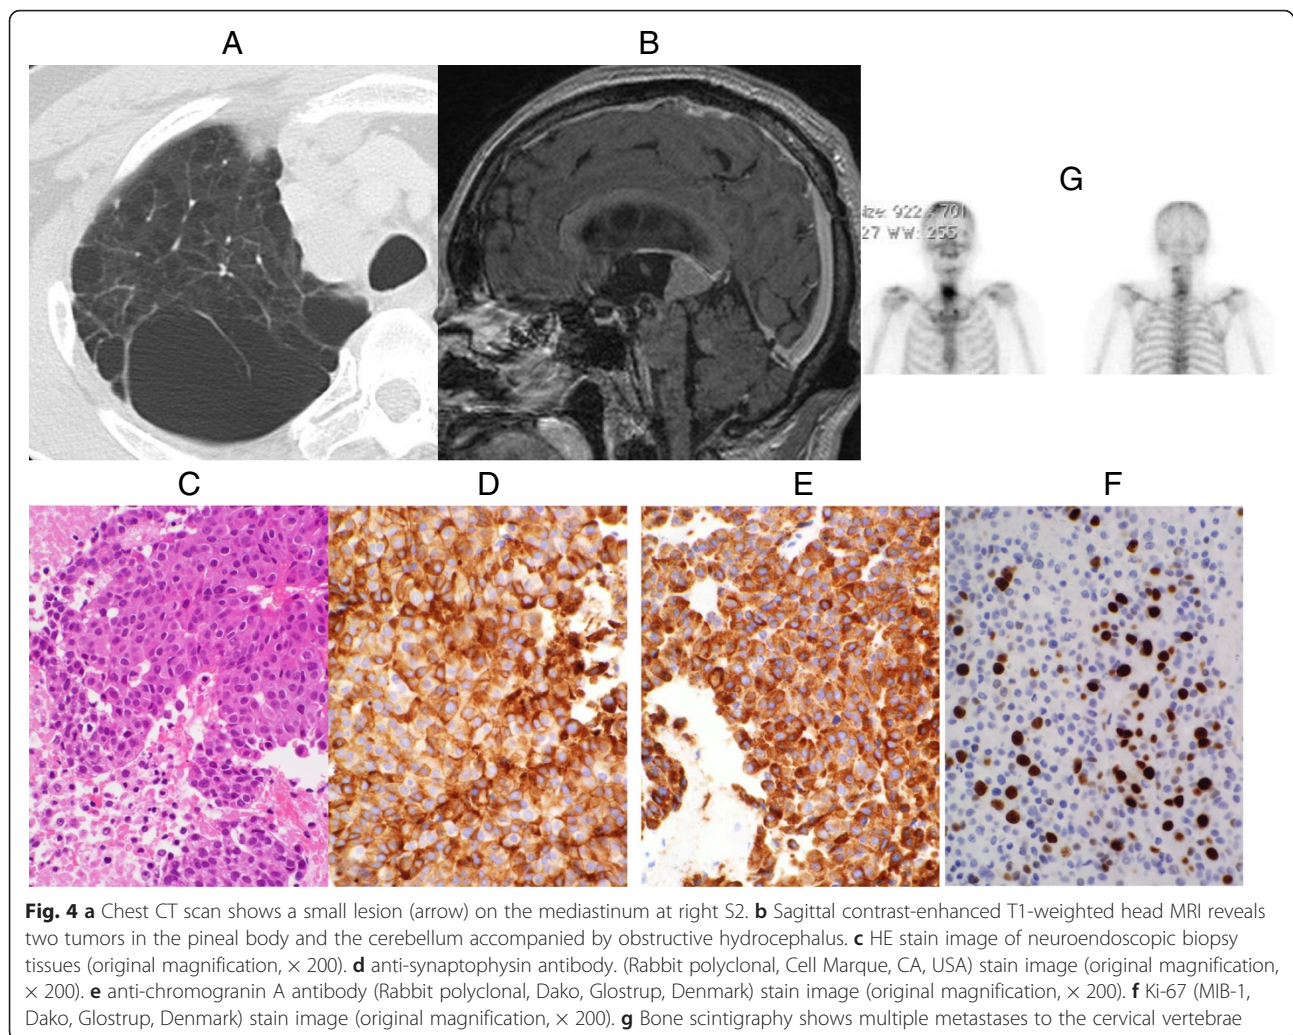 A
B
G
size: 922 x 701
27 WW: 255
C
D
E
F
Fig. 4 a Chest CT scan shows a small lesion (arrow) on the mediastinum at right S2. b Sagittal contrast-enhanced T1-weighted head MRI reveals
two tumors in the pineal body and the cerebellum accompanied by obstructive hydrocephalus. c HE stain image of neuroendoscopic biopsy
tissues (original magnification, × 200). d anti-synaptophysin antibody. (Rabbit polyclonal, Cell Marque, CA, USA) stain image (original magnification,
× 200). e anti-chromogranin A antibody (Rabbit polyclonal, Dako, Glostrup, Denmark) stain image (original magnification, × 200). f Ki-67 (MIB-1,
Dako, Glostrup, Denmark) stain image (original magnification, × 200). g Bone scintigraphy shows multiple metastases to the cervical vertebrae